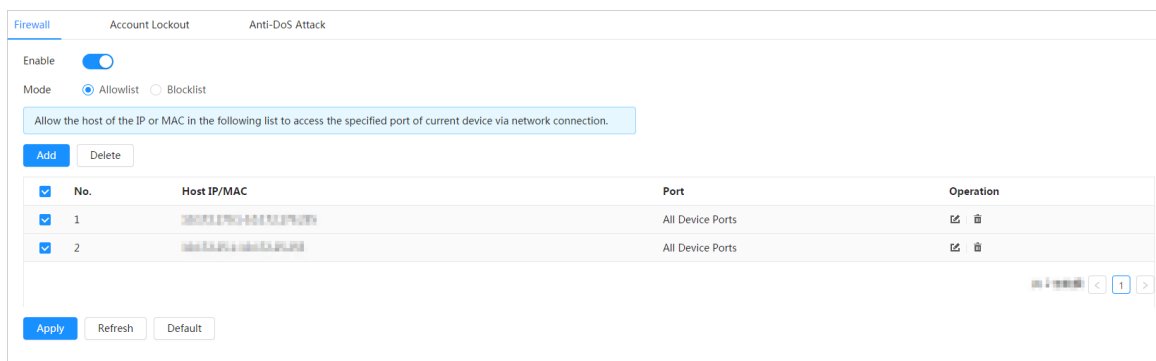 Firewall Account Lockout Anti-DoS Attack
Enable
Mode Allowlist Blocklist
Allow the host of the IP or MAC in the following list to access the specified port of current device via network connection.
Add Delete
No. Host IP/MAC Port Operation
1 All Device Ports
2 All Device Ports
1
Apply Refresh Default